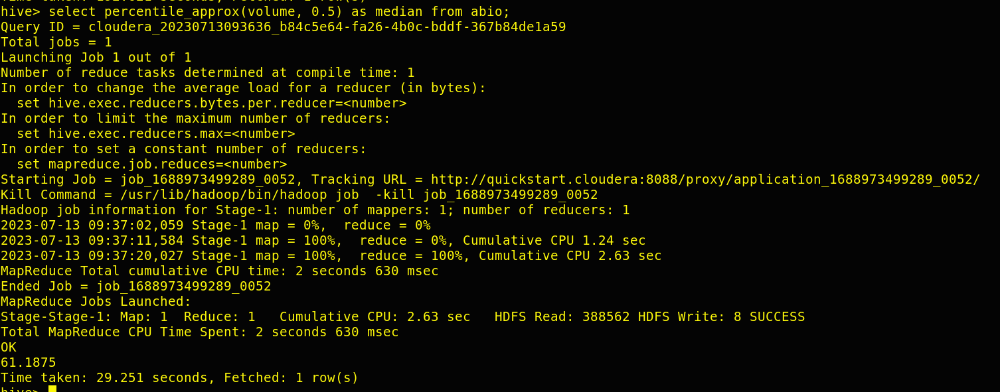 hive> select percentile_approx(volume, 0.5) as median from abio;
Query ID = cloudera_20230713093636_b84c5e64-fa26-4b0c-bddf-367b84de1a59
Total jobs = 1
Launching Job 1 out of 1
Number of reduce tasks determined at compile time: 1
In order to change the average load for a reducer (in bytes):
  set hive.exec.reducers.bytes.per.reducer=<number>
In order to limit the maximum number of reducers:
  set hive.exec.reducers.max=<number>
In order to set a constant number of reducers:
  set mapreduce.job.reduces=<number>
Starting Job = job_1688973499289_0052, Tracking URL = http://quickstart.cloudera:8088/proxy/application_1688973499289_0052/
Kill Command = /usr/lib/hadoop/bin/hadoop job  -kill job_1688973499289_0052
Hadoop job information for Stage-1: number of mappers: 1; number of reducers: 1
2023-07-13 09:37:02,059 Stage-1 map = 0%,  reduce = 0%
2023-07-13 09:37:11,584 Stage-1 map = 100%,  reduce = 0%, Cumulative CPU 1.24 sec
2023-07-13 09:37:20,027 Stage-1 map = 100%,  reduce = 100%, Cumulative CPU 2.63 sec
MapReduce Total cumulative CPU time: 2 seconds 630 msec
Ended Job = job_1688973499289_0052
MapReduce Jobs Launched:
Stage-Stage-1: Map: 1  Reduce: 1   Cumulative CPU: 2.63 sec   HDFS Read: 388562 HDFS Write: 8 SUCCESS
Total MapReduce CPU Time Spent: 2 seconds 630 msec
OK
61.1875
Time taken: 29.251 seconds, Fetched: 1 row(s)
hive>